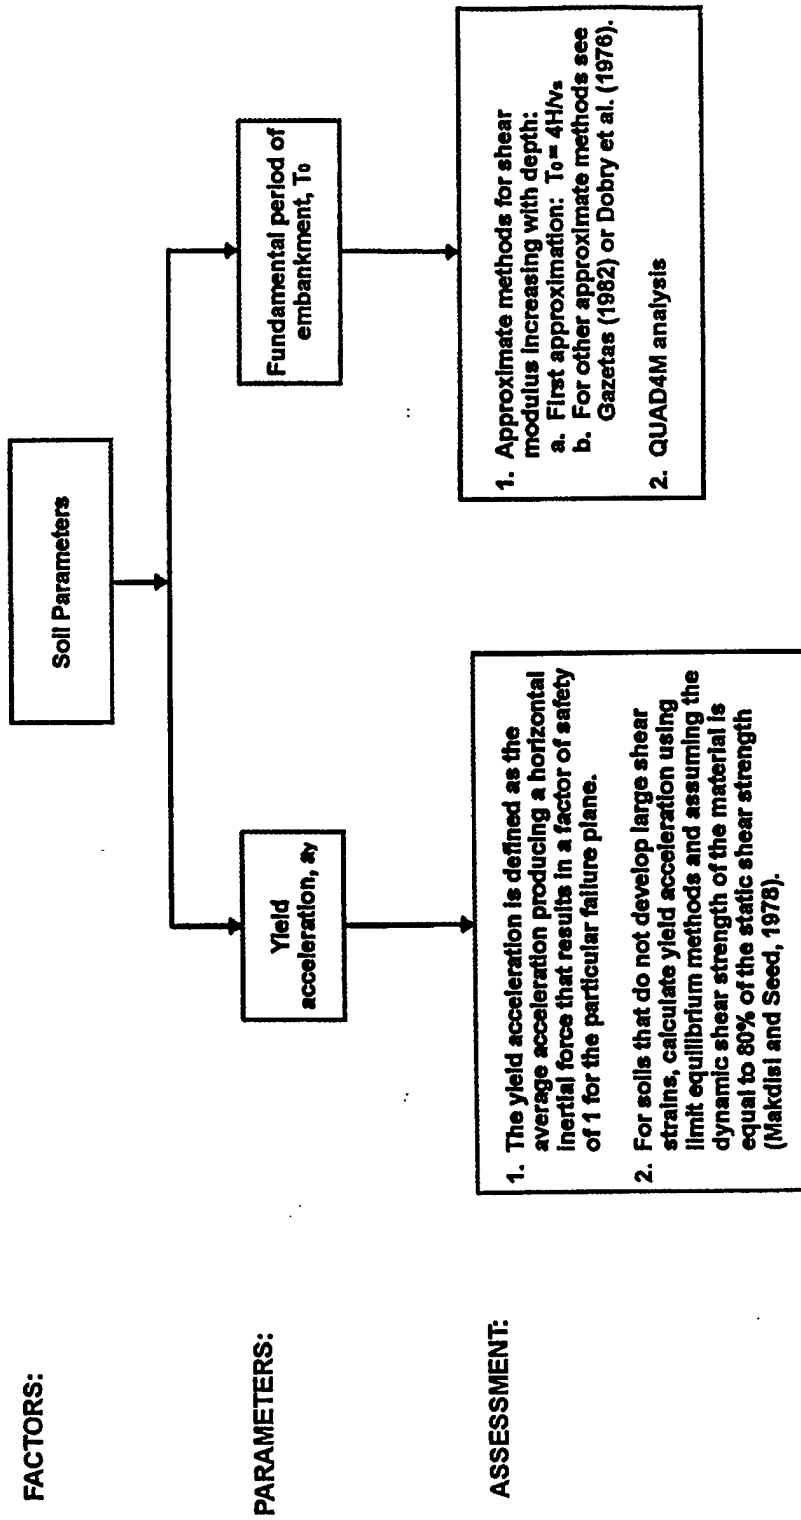 FACTORS:
Soil Parameters
PARAMETERS:
Yield
acceleration, ay
Fundamental period of
embankment, T₀
ASSESSMENT:
1. The yield acceleration is defined as the
average acceleration producing a horizontal
inertial force that results in a factor of safety
of 1 for the particular failure plane.
2. For soils that do not develop large shear
strains, calculate yield acceleration using
limit equilibrium methods and assuming the
dynamic shear strength of the material is
equal to 80% of the static shear strength
(Makdisi and Seed, 1978).
1. Approximate methods for shear
modulus increasing with depth:
a. First approximation: T₀ = 4H/vₛ
b. For other approximate methods see
Gazetas (1982) or Dobry et al. (1976).
2. QUAD4M analysis